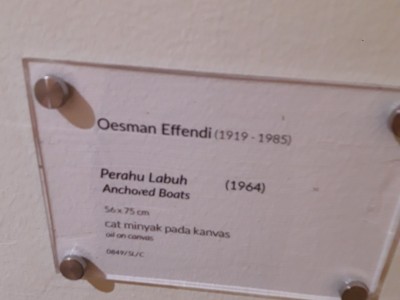 Oesman Effendi (1919 - 1985)
Perahu Labuh (1964)
Anchored Boats
56 x 75 cm
cat minyak pada kanvas
oil on canvas
0849/SL/C